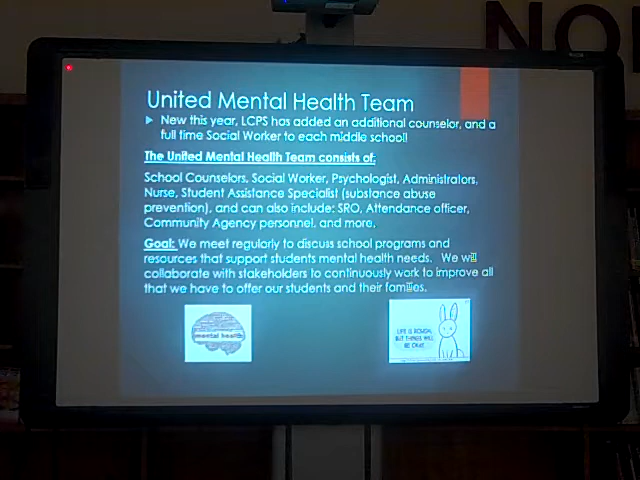 NO
United Mental Health Team
New this year, LCPS has added an additional counselor, and a
full time Social Worker to each middle school!
The United Mental Health Team consists of:
School Counselors, Social Worker, Psychologist, Administrators,
Nurse, Student Assistance Specialist (substance abuse
prevention), and can also include: SRO, Attendance officer,
Community Agency personnel, and more.
Goal: We meet regularly to discuss school programs and
resources that support students mental health needs. We will
collaborate with stakeholders to continuously work to improve all
that we have to offer our students and their families.
mental health
LIFE IS ROUGH,
BUT THINGS WILL
BE OKAY.